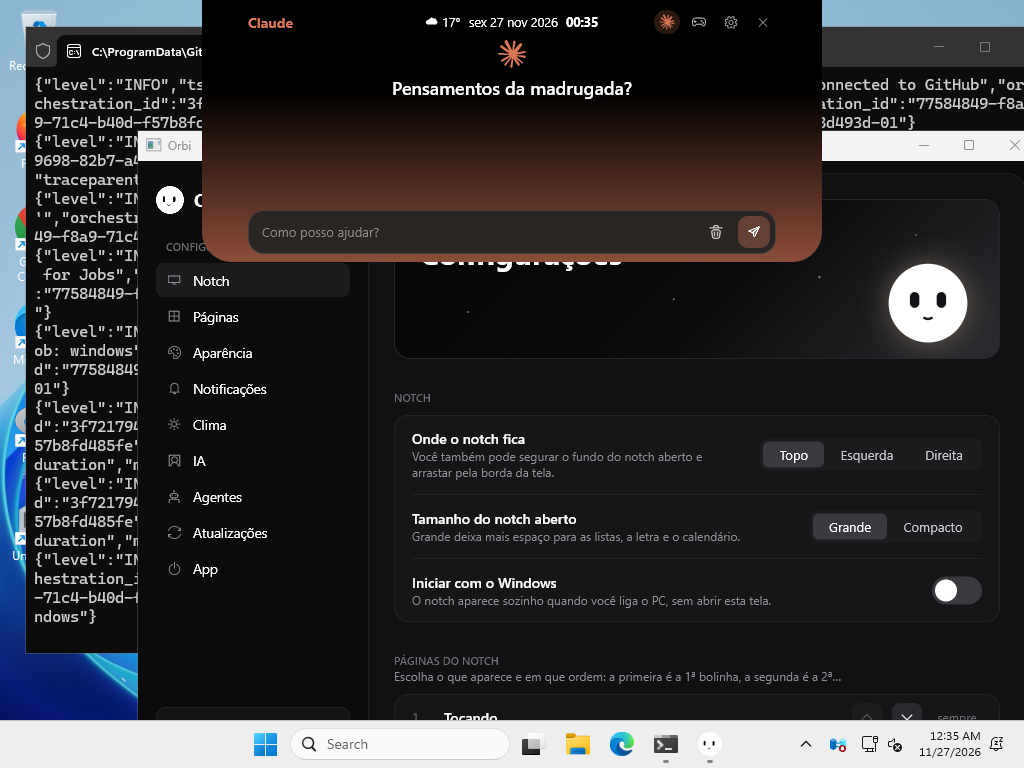 Claude
17° sex 27 nov 2026 00:35
Pensamentos da madrugada?
Como posso ajudar?
C:\ProgramData\Git
{"level":"INFO","ts
onnected to GitHub","or
chestration_id":"3f
ation_id":"77584849-f8a
9-71c4-b40d-f57b8fd
8d493d-01"}
{"level":"IN
9698-82b7-a4
"traceparent
{"level":"IN
'","orchestr
49-f8a9-71c4
{"level":"IN
for Jobs","
:"77584849-f
"}
{"level":"IN
ob: windows"
d":"77584849
01"}
{"level":"IN
d":"3f721794
57b8fd485fe"
duration","m
{"level":"IN
d":"3f721794
57b8fd485fe"
duration","m
{"level":"IN
hestration_i
-71c4-b40d-f
ndows"}
Orbi
Notch
Páginas
Aparência
Notificações
Clima
IA
Agentes
Atualizações
App
Configurações
NOTCH
Onde o notch fica
Você também pode segurar o fundo do notch aberto e
arrastar pela borda da tela.
Topo Esquerda Direita
Tamanho do notch aberto
Grande deixa mais espaço para as listas, a letra e o calendário.
Grande Compacto
Iniciar com o Windows
O notch aparece sozinho quando você liga o PC, sem abrir esta tela.
PÁGINAS DO NOTCH
Escolha o que aparece e em que ordem: a primeira é a 1ª bolinha, a segunda é a 2ª…
1 Tocando sempre
Search
12:35 AM
11/27/2026